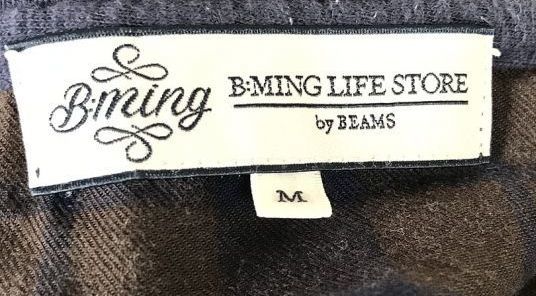 B:ming
B:MING LIFE STORE
by BEAMS
M